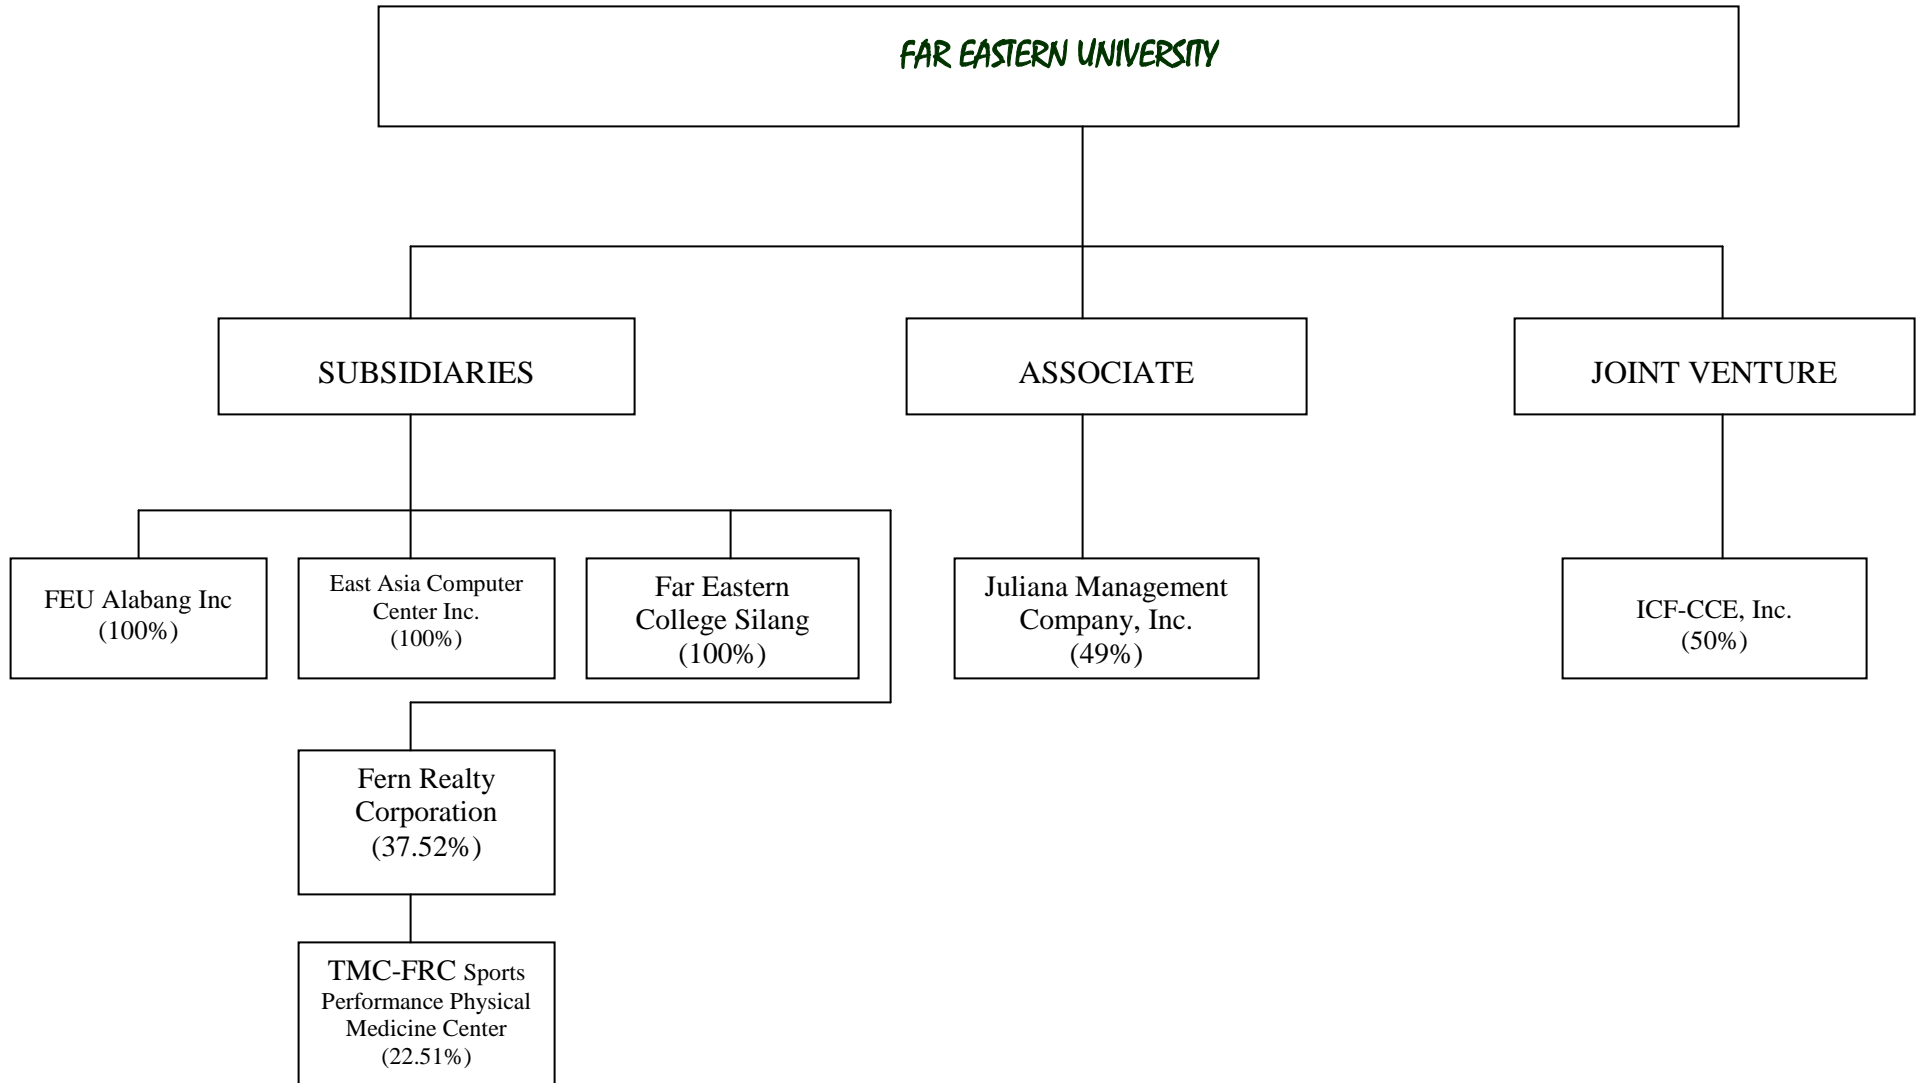 FAR EASTERN UNIVERSITY
SUBSIDIARIES
ASSOCIATE
JOINT VENTURE
FEU Alabang Inc
(100%)
East Asia Computer
Center Inc.
(100%)
Far Eastern
College Silang
(100%)
Juliana Management
Company, Inc.
(49%)
ICF-CCE, Inc.
(50%)
Fern Realty
Corporation
(37.52%)
TMC-FRC Sports
Performance Physical
Medicine Center
(22.51%)